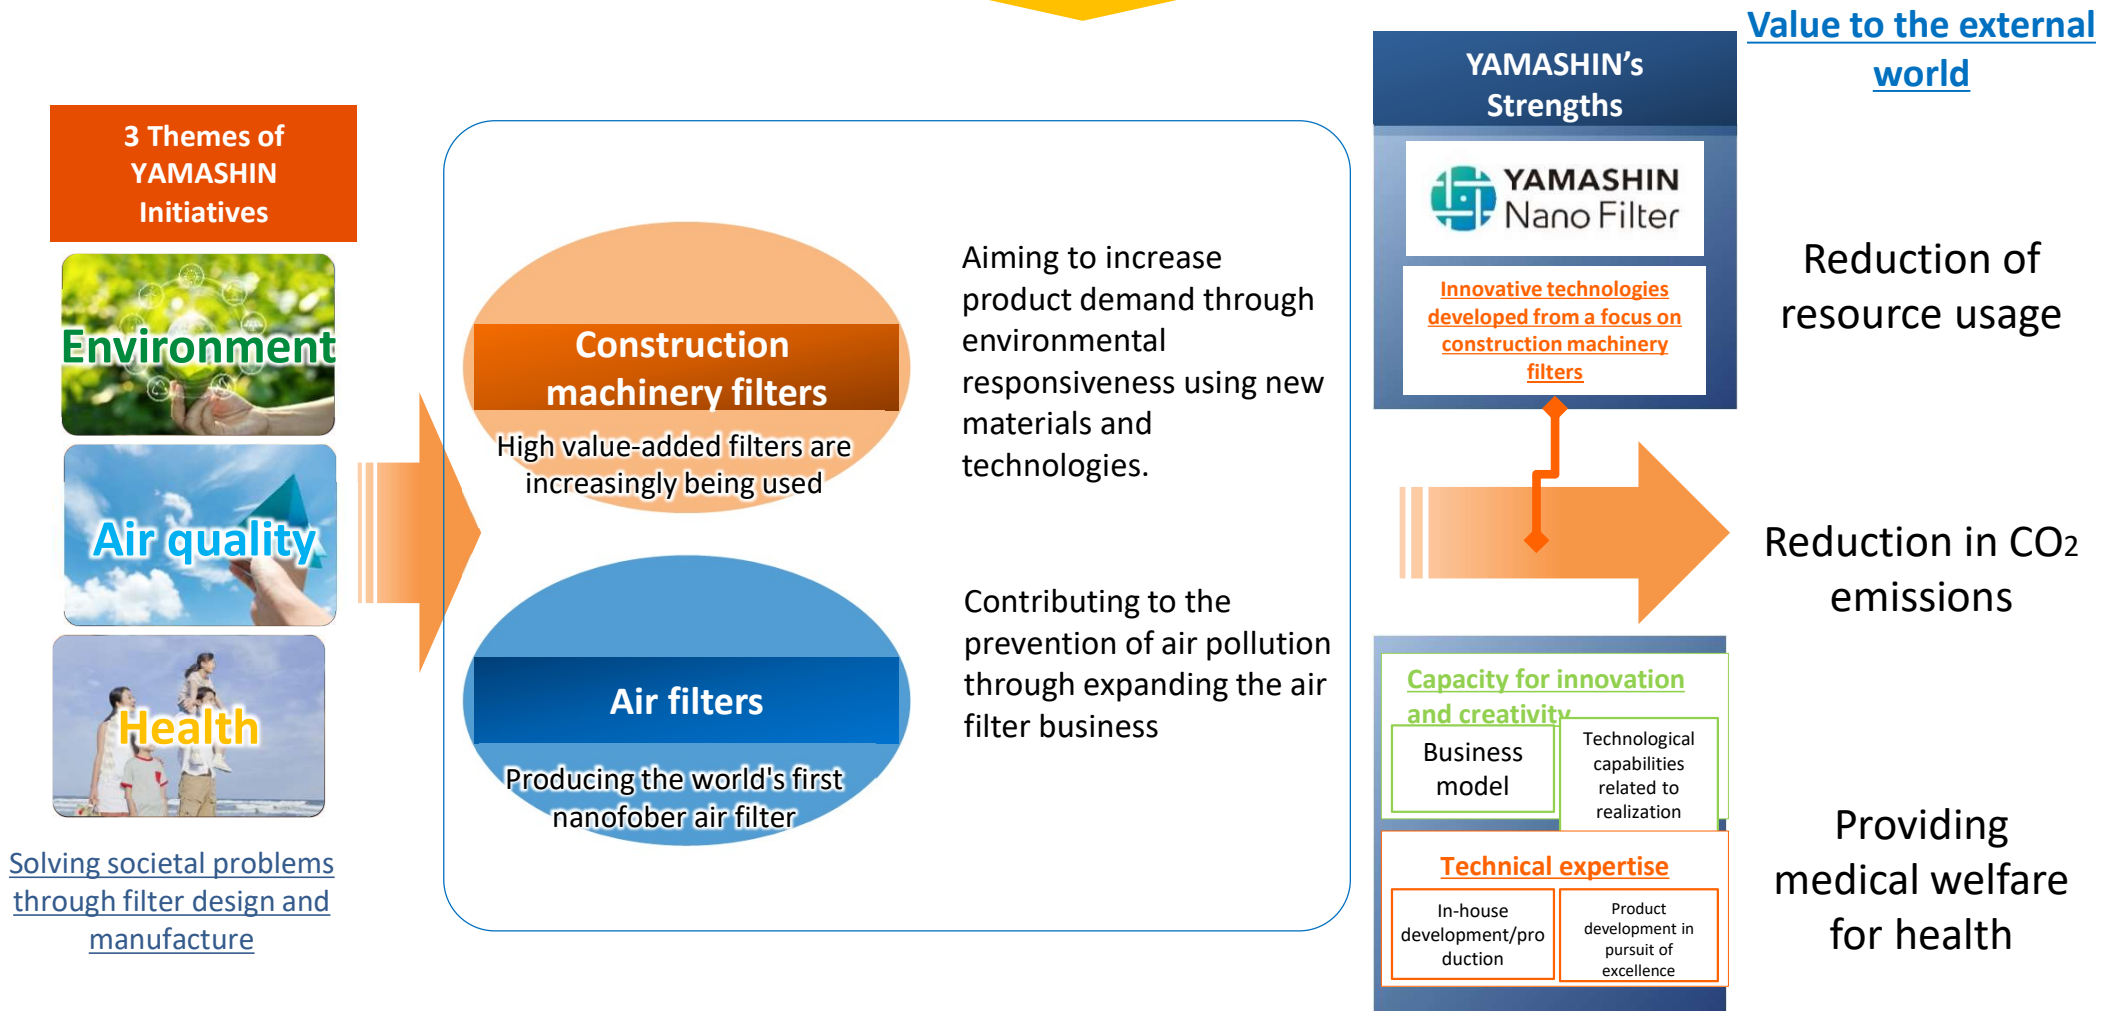 3 Themes of
YAMASHIN
Initiatives
Environment
Air quality
Health
Solving societal problems
through filter design and
manufacture
Construction
machinery filters
High value-added filters are
increasingly being used
Aiming to increase
product demand through
environmental
responsiveness using new
materials and
technologies.
Air filters
Producing the world's first
nanofober air filter
Contributing to the
prevention of air pollution
through expanding the air
filter business
YAMASHIN's
Strengths
YAMASHIN
Nano Filter
Innovative technologies
developed from a focus on
construction machinery
filters
Capacity for innovation
and creativity
Business
model
Technological
capabilities
related to
realization
Technical expertise
In-house
development/pro
duction
Product
development in
pursuit of
excellence
Value to the external
world
Reduction of
resource usage
Reduction in CO2
emissions
Providing
medical welfare
for health